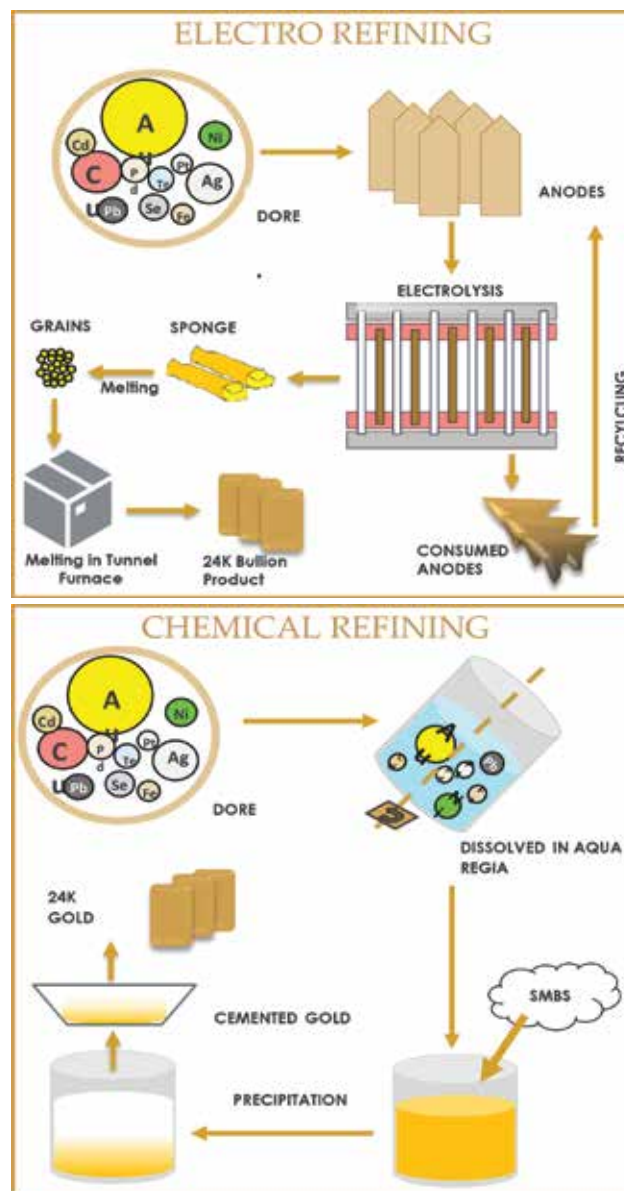 ELECTRO REFINING
A
u
Cd
Ni
C
u
P
d
Pt
Te
Ag
Pb
Se
Fe
DORE
ANODES
ELECTROLYSIS
GRAINS
SPONGE
Melting
RECYLCUNG
Melting in Tunnel
Furnace
24K Bullion
Product
CONSUMED
ANODES
CHEMICAL REFINING
A
u
Cd
Ni
C
u
P
d
Pt
Te
Ag
Pb
Se
Fe
DORE
A
u
Pb
DISSOLVED IN AQUA
REGIA
24K
GOLD
SMBS
CEMENTED GOLD
PRECIPITATION